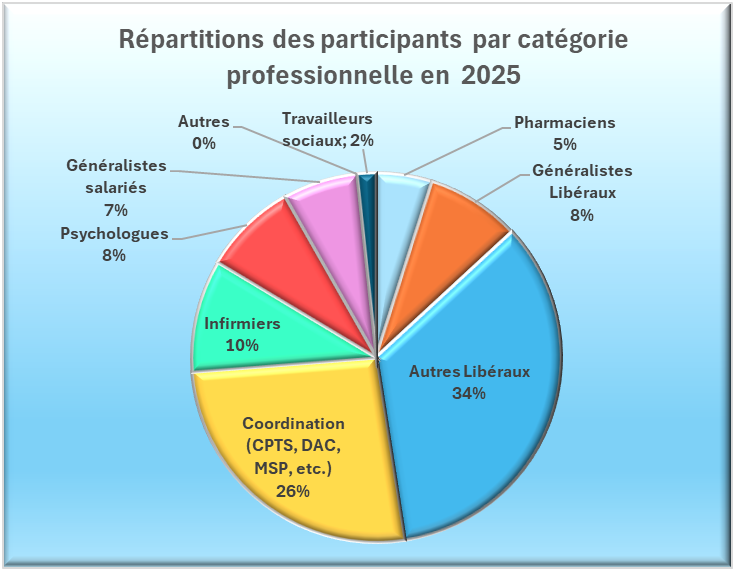 Répartitions des participants par catégorie
professionnelle en 2025
Pharmaciens
5%
Généralistes
Libéraux
8%
Autres Libéraux
34%
Coordination
(CPTS, DAC,
MSP, etc.)
26%
Infirmiers
10%
Psychologues
8%
Généralistes
salariés
7%
Autres
0%
Travailleurs
sociaux; 2%